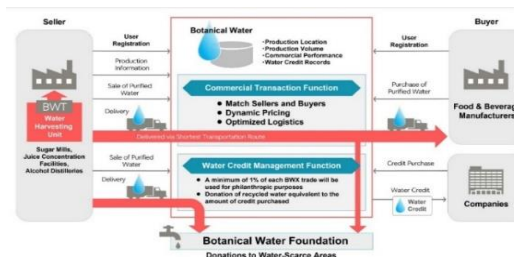 Seller
Buyer
User
Registration
Production
Information
Sale of Purified
Water
Delivery
BWT
Water
Harvesting
Unit
Sugar Mills,
Juice Concentration
Facilities,
Alcohol Distilleries
Sale of Purified
Water
Delivery
Botanical Water
•Production Location
•Production Volume
•Commercial Performance
•Water Credit Records
Commercial Transaction Function
● Match Sellers and Buyers
● Dynamic Pricing
● Optimized Logistics
Delivered via Shortest Transportation Route
Water Credit Management Function
● A minimum of 1% of each BWX trade will
be used for philanthropic purposes
● Donation of recycled water equivalent to the
amount of credit purchased
Botanical Water Foundation
Donations to Water-Scarce Areas
User
Registration
Purchase of
Purified Water
Food & Beverage
Manufacturers
Credit Purchase
Water Credit
Water
Credit
Companies